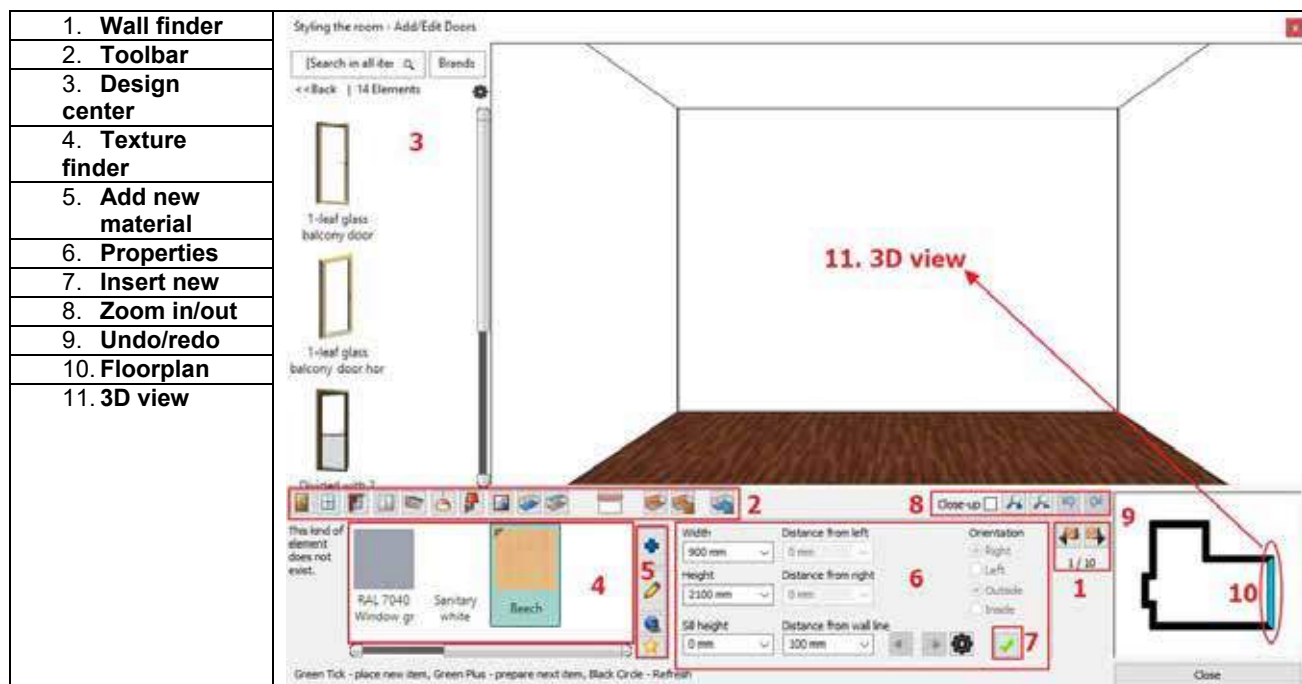 1. Wall finder
2. Toolbar
3. Design
center
4. Texture
finder
5. Add new
material
6. Properties
7. Insert new
8. Zoom in/out
9. Undo/redo
10. Floorplan
11. 3D view
Styling the room - Add/Edit Doors
[Search in all
Brands
<<Back | 14 Elements
3
1-leaf glass
balcony door
1-leaf glass
balcony door hor
Divided with 2
11. 3D view
2
8
Close-up
9
This kind of
element
does not
exist.
RAL 7040
Window gr
Sanitary
white
Beech
4
5
Width
900 mm
Height
2100 mm
Sill height
0 mm
Distance from left
0 mm
Distance from right
0 mm
Distance from wall line
100 mm
6
Orientation
Right
Left
Outside
Inside
7
1 / 10
1
10
Green Tick - place new item, Green Plus - prepare next item, Black Circle - Refresh
Close